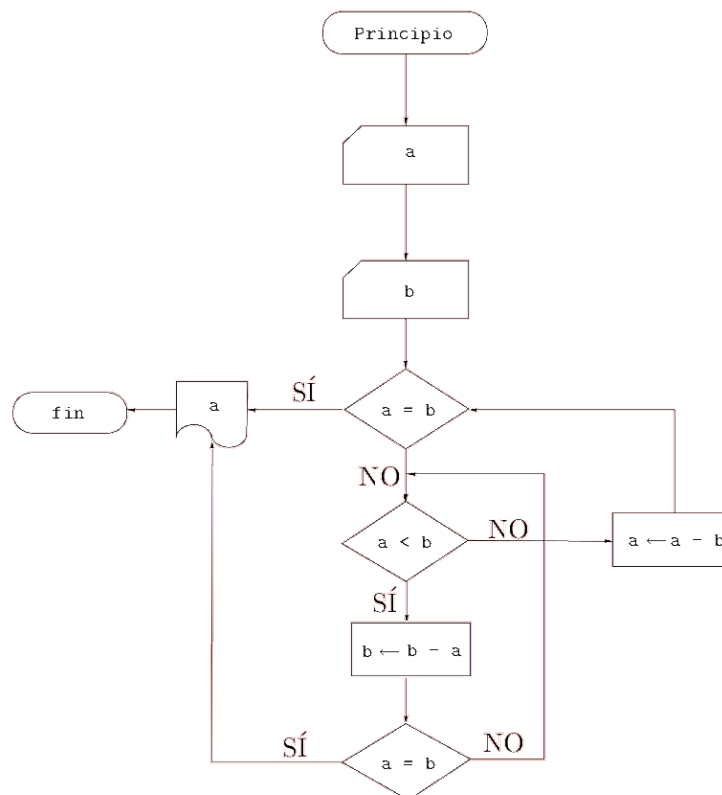 Principio
a
b
SÍ
a
a = b
fin
NO
a < b
NO
a ← a - b
SÍ
b ← b - a
SÍ
NO
a = b